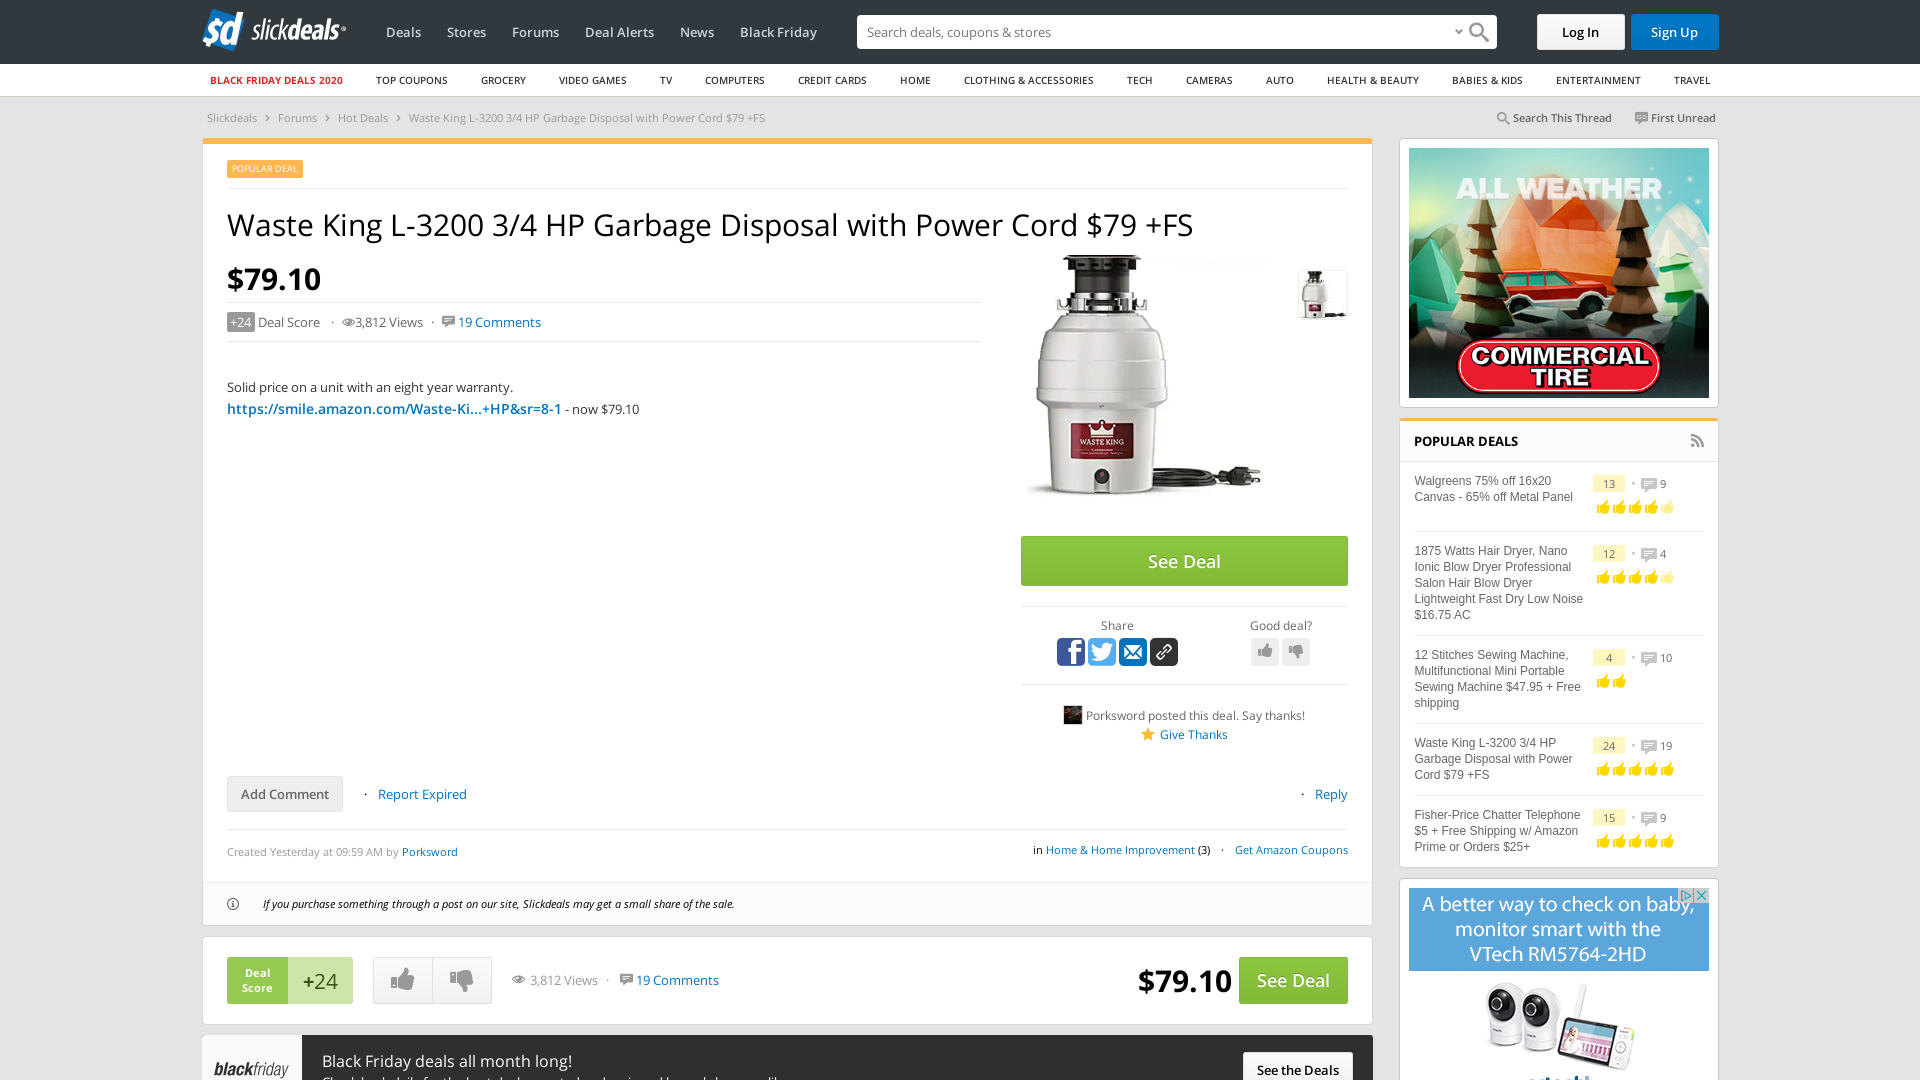 slickdeals
Deals
Stores
Forums
Deal Alerts
News
Black Friday
Search deals, coupons & shopping
Log In
Sign Up
BLACK FRIDAY DEALS 2020
TOP COUPONS
GROCERY
VIDEO GAMES
TV
COMPUTERS
CREDIT CARDS
HOME
CLOTHING & ACCESSORIES
TECH
CAMERAS
AUTO
HEALTH & BEAUTY
BABIES & KIDS
ENTERTAINMENT
TRAVEL
Slickdeals › Forums › Hot Deals › Waste King L-3200 3/4 HP Garbage Disposal with Power Cord $79 +FS
Search This Thread
First Unread
POPULAR DEAL
Waste King L-3200 3/4 HP Garbage Disposal with Power Cord $79 +FS
$79.10
+24 Deal Score · 3,812 Views · 19 Comments
Solid price on a unit with an eight year warranty.
https://smile.amazon.com/Waste-Ki...+HP&sr=8-1 - now $79.10
WASTE KING
See Deal
Share
Good deal?
Porksword posted this deal. Say thanks!
Give Thanks
Add Comment
· Report Expired
· Reply
Created Yesterday at 09:59 AM by Porksword
in Home & Home Improvement (3) · Get Amazon Coupons
If you purchase something through a post on our site, Slickdeals may get a small share of the sale.
Deal
Score
+24
3,812 Views · 19 Comments
$79.10
See Deal
blackfriday
Black Friday deals all month long!
See the Deals
ALL WEATHER
COMMERCIAL
TIRE
POPULAR DEALS
Walgreens 75% off 16x20
Canvas - 65% off Metal Panel
13 · 9
1875 Watts Hair Dryer, Nano
Ionic Blow Dryer Professional
Salon Hair Blow Dryer
Lightweight Fast Dry Low Noise
$16.75 AC
12 · 4
12 Stitches Sewing Machine,
Multifunctional Mini Portable
Sewing Machine $47.95 + Free
shipping
4 · 10
Waste King L-3200 3/4 HP
Garbage Disposal with Power
Cord $79 +FS
24 · 19
Fisher-Price Chatter Telephone
$5 + Free Shipping w/ Amazon
Prime or Orders $25+
15 · 9
A better way to check on baby,
monitor smart with the
VTech RM5764-2HD